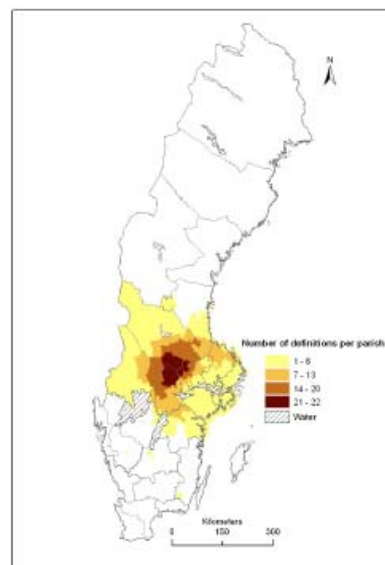 N
Number of definitions per parish
1 - 6
7 - 13
14 - 20
21 - 22
Water
Kilometers
0 150 300